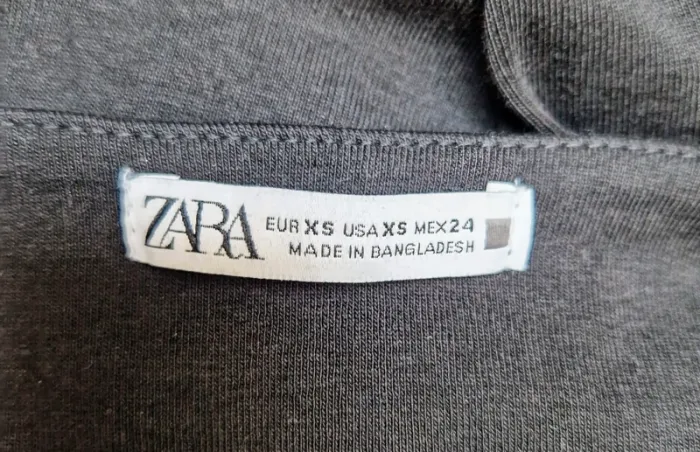 ZARA
EUR XS USA XS MEX 24
MADE IN BANGLADESH